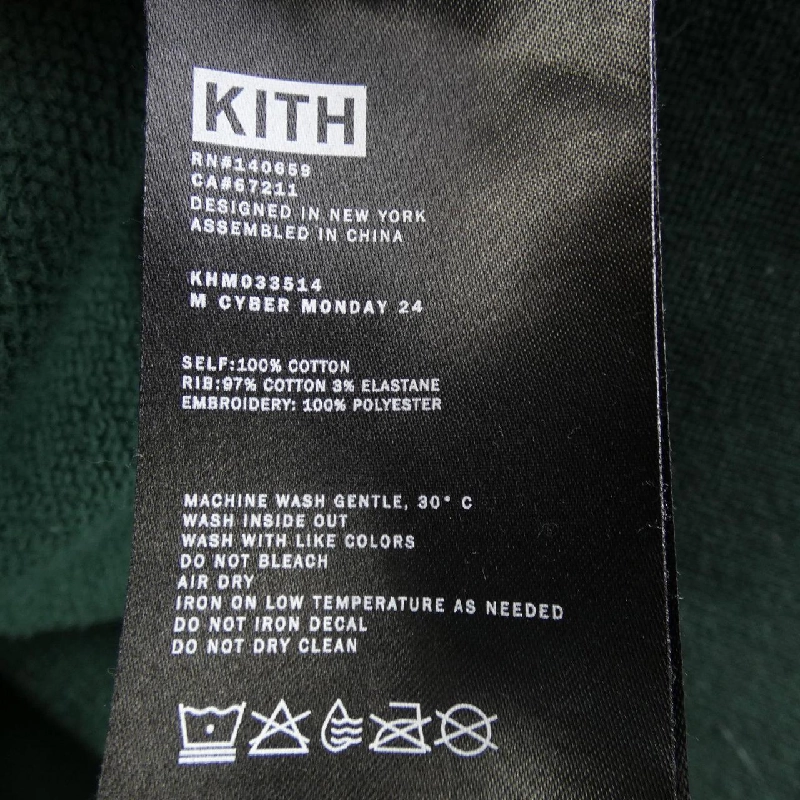 KITH
RN#140659
CA#67211
DESIGNED IN NEW YORK
ASSEMBLED IN CHINA
KHM033514
M CYBER MONDAY 24
SELF:100% COTTON
RIB:97% COTTON 3% ELASTANE
EMBROIDERY: 100% POLYESTER
MACHINE WASH GENTLE, 30° C
WASH INSIDE OUT
WASH WITH LIKE COLORS
DO NOT BLEACH
AIR DRY
IRON ON LOW TEMPERATURE AS NEEDED
DO NOT IRON DECAL
DO NOT DRY CLEAN